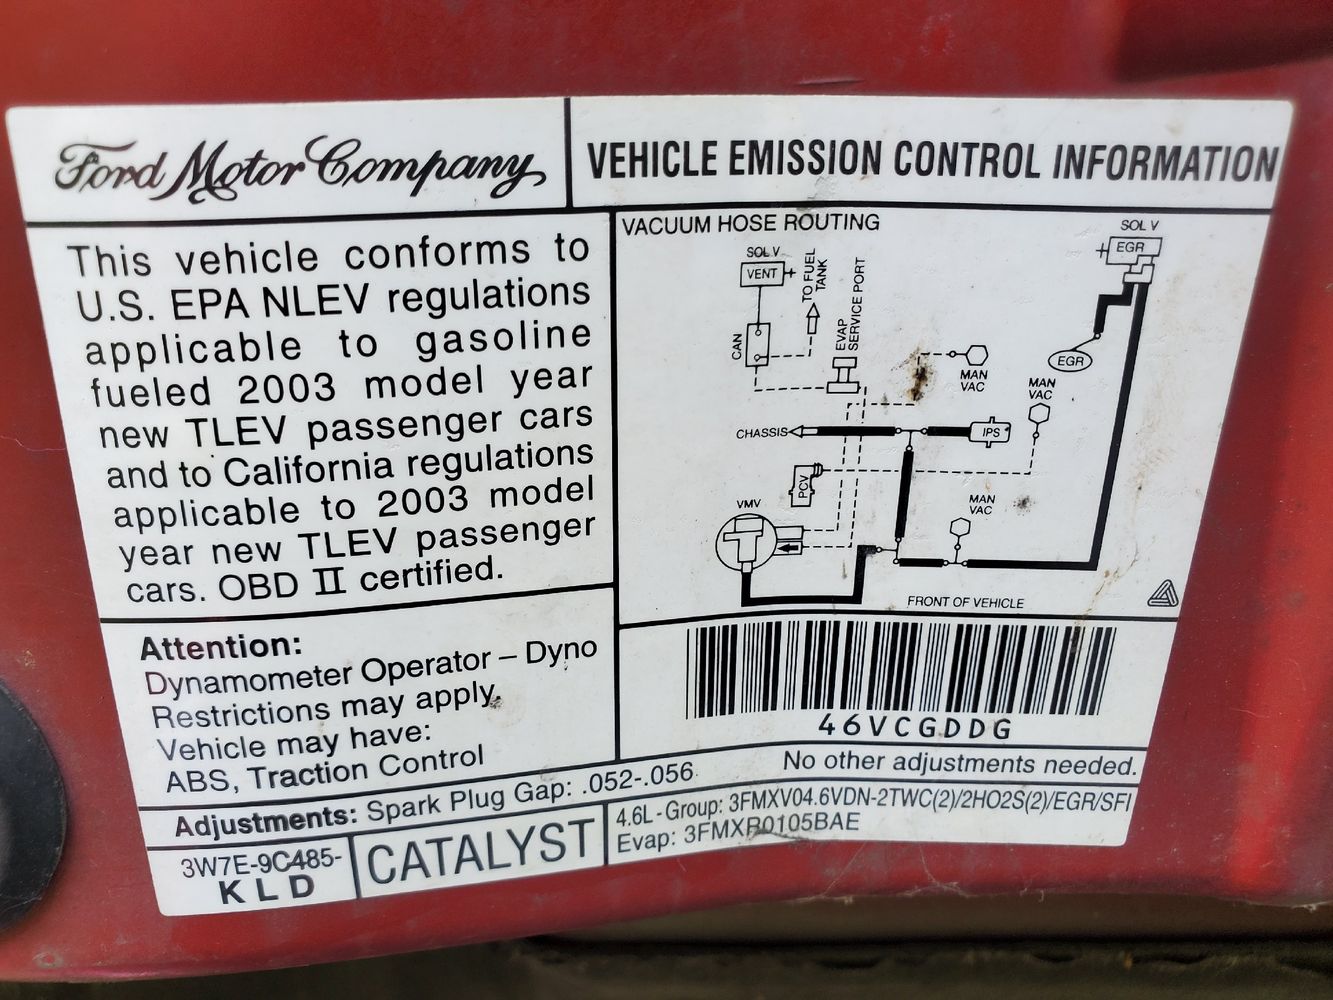 Ford Motor Company
VEHICLE EMISSION CONTROL INFORMATION
This vehicle conforms to
U.S. EPA NLEV regulations
applicable to gasoline
fueled 2003 model year
new TLEV passenger cars
and to California regulations
applicable to 2003 model
year new TLEV passenger
cars. OBD II certified.
Attention:
Dynamometer Operator – Dyno
Restrictions may apply.
Vehicle may have:
ABS, Traction Control
VACUUM HOSE ROUTING
SOL V
VENT +
TO FUEL
TANK
EVAP
SERVICE PORT
CAN
SOL V
+ EGR
EGR
MAN
VAC
MAN
VAC
CHASSIS
IPS
PCV
VMV
MAN
VAC
FRONT OF VEHICLE
46VCGDDG
Adjustments: Spark Plug Gap: .052-.056
No other adjustments needed.
3W7E-9C485-
KLD
CATALYST
4.6L - Group: 3FMXV04.6VDN-2TWC(2)/2HO2S(2)/EGR/SFI
Evap: 3FMXR0105BAE